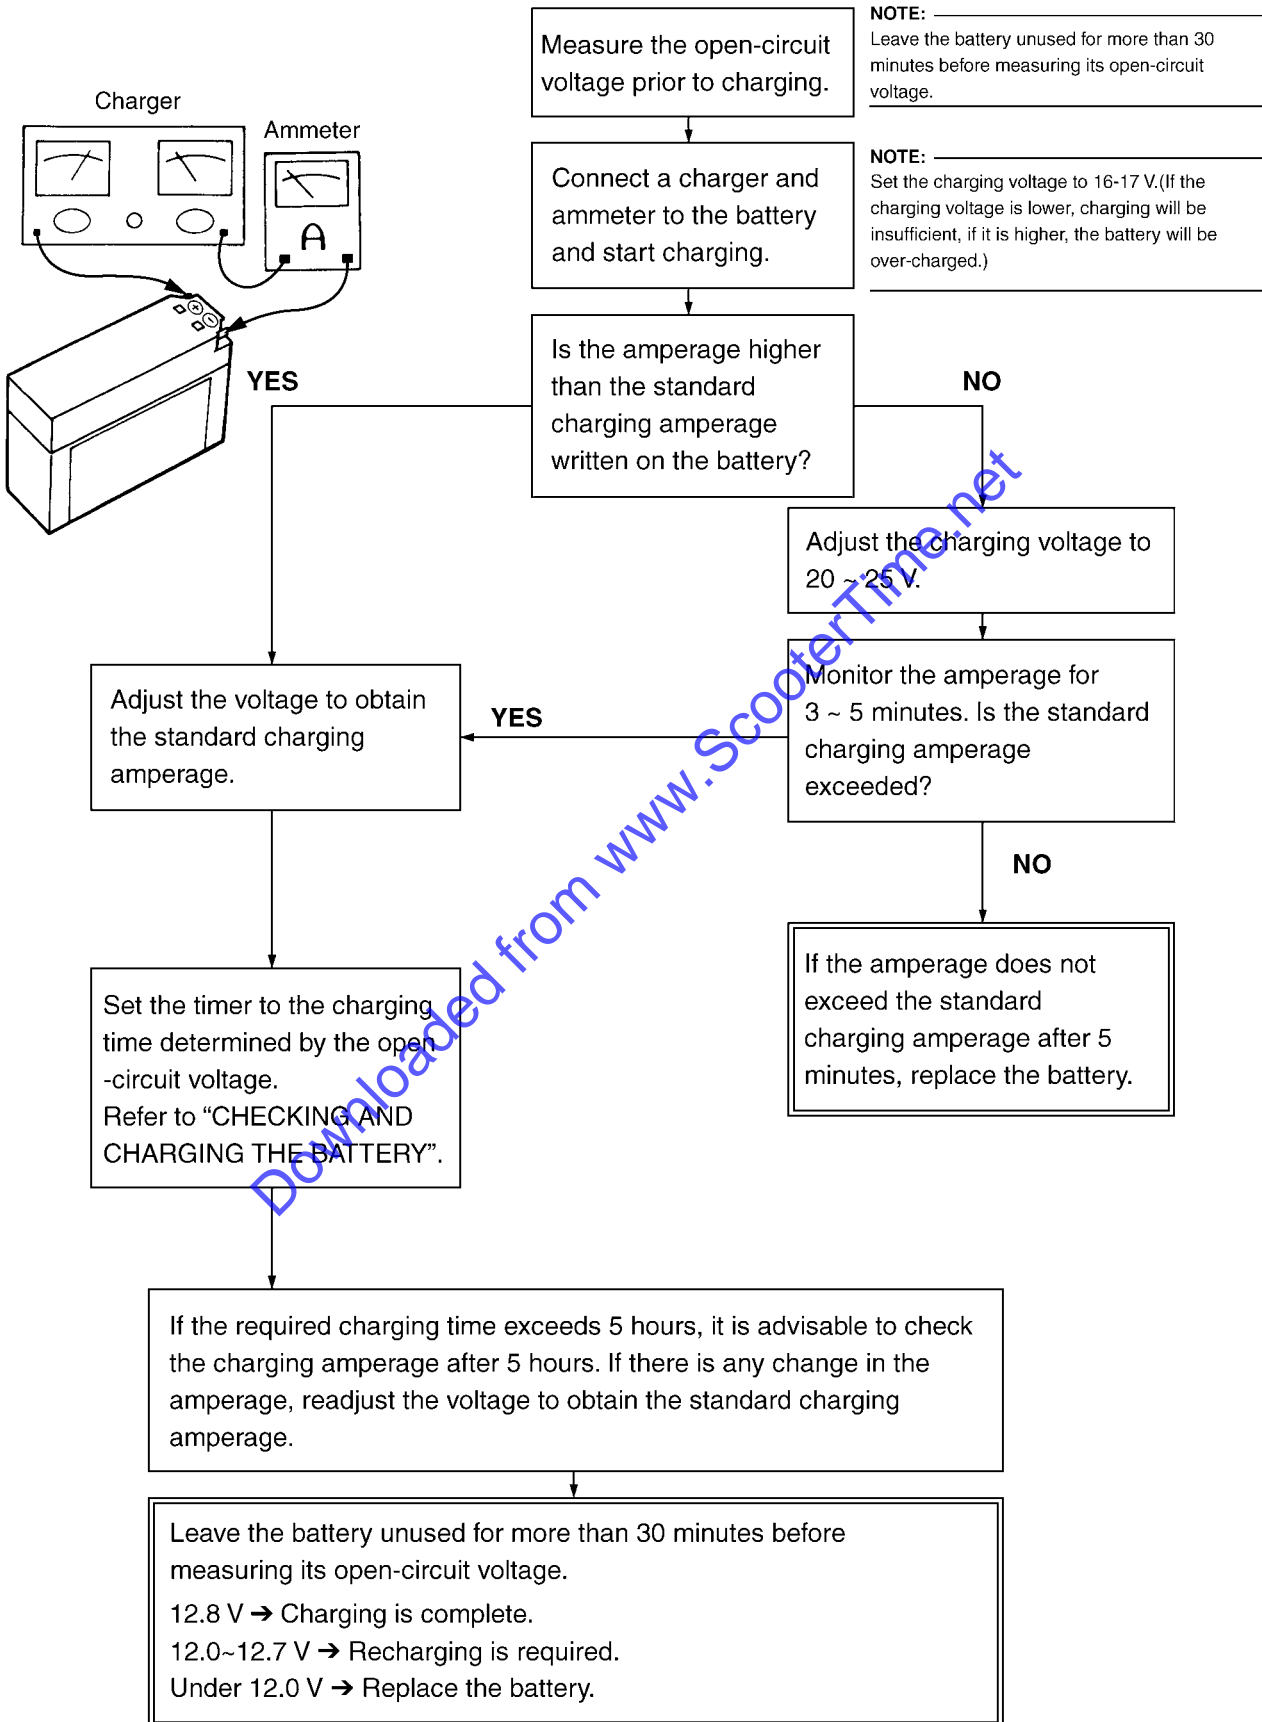 Measure the open-circuit
voltage prior to charging.
NOTE:
Leave the battery unused for more than 30
minutes before measuring its open-circuit
voltage.
Charger
Ammeter
A
Connect a charger and
ammeter to the battery
and start charging.
NOTE:
Set the charging voltage to 16-17 V.(If the
charging voltage is lower, charging will be
insufficient, if it is higher, the battery will be
over-charged.)
Is the amperage higher
than the standard
charging amperage
written on the battery?
YES
NO
Adjust the charging voltage to
20 ~ 25 V.
Monitor the amperage for
3 ~ 5 minutes. Is the standard
charging amperage
exceeded?
YES
Adjust the voltage to obtain
the standard charging
amperage.
NO
If the amperage does not
exceed the standard
charging amperage after 5
minutes, replace the battery.
Set the timer to the charging
time determined by the open
-circuit voltage.
Refer to “CHECKING AND
CHARGING THE BATTERY”.
If the required charging time exceeds 5 hours, it is advisable to check
the charging amperage after 5 hours. If there is any change in the
amperage, readjust the voltage to obtain the standard charging
amperage.
Leave the battery unused for more than 30 minutes before
measuring its open-circuit voltage.
12.8 V ➔ Charging is complete.
12.0~12.7 V ➔ Recharging is required.
Under 12.0 V ➔ Replace the battery.
Downloaded from www.ScooterTime.net